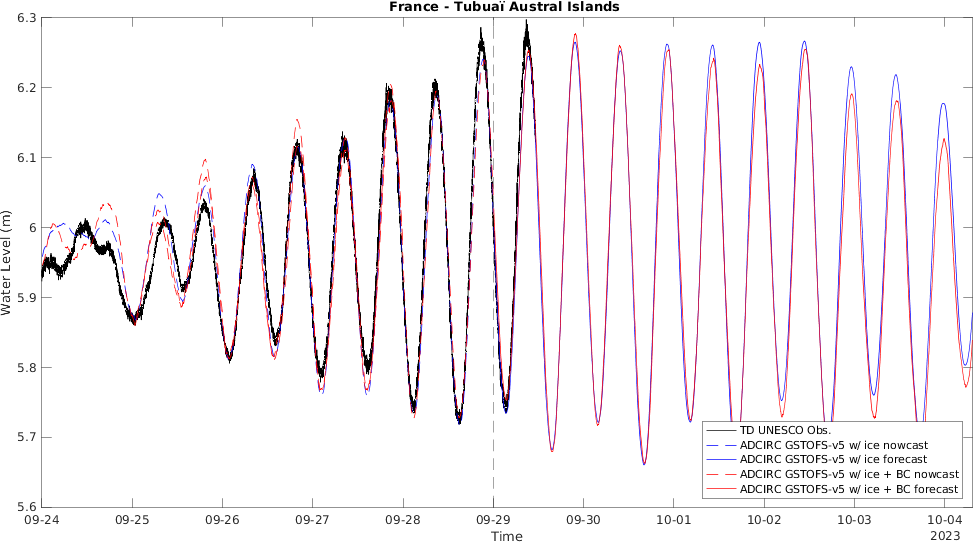 France - Tubuaï Austral Islands
6.3
6.2
6.1
6
5.9
5.8
5.7
5.6
Water Level (m)
TD UNESCO Obs.
ADCIRC GSTOFS-v5 w/ ice nowcast
ADCIRC GSTOFS-v5 w/ ice forecast
ADCIRC GSTOFS-v5 w/ ice + BC nowcast
ADCIRC GSTOFS-v5 w/ ice + BC forecast
09-24 09-25 09-26 09-27 09-28 09-29 09-30 10-01 10-02 10-03 10-04
Time 2023